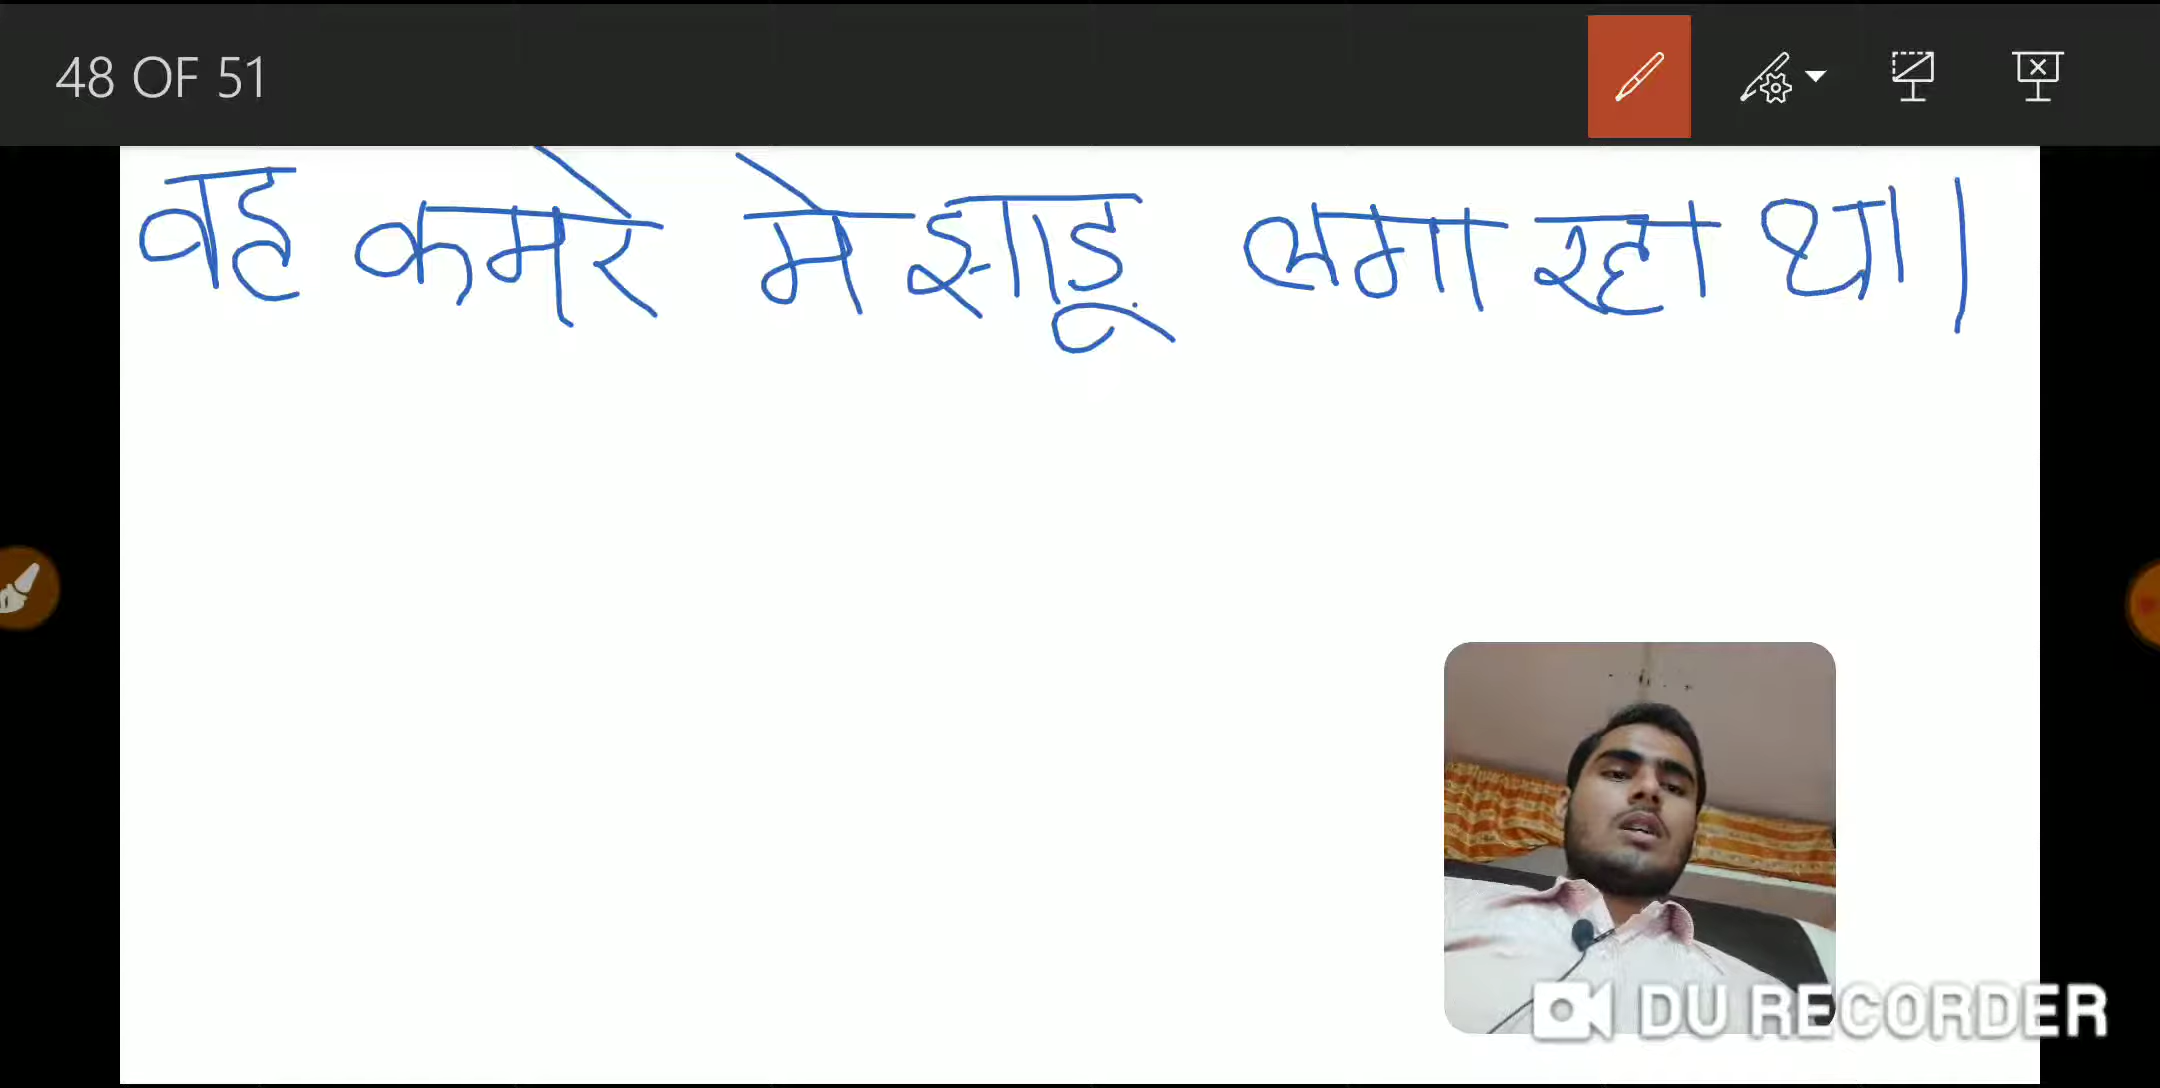 48 OF 51
वह कमरे मे झाडू लगा रहा था।
DU RECORDER